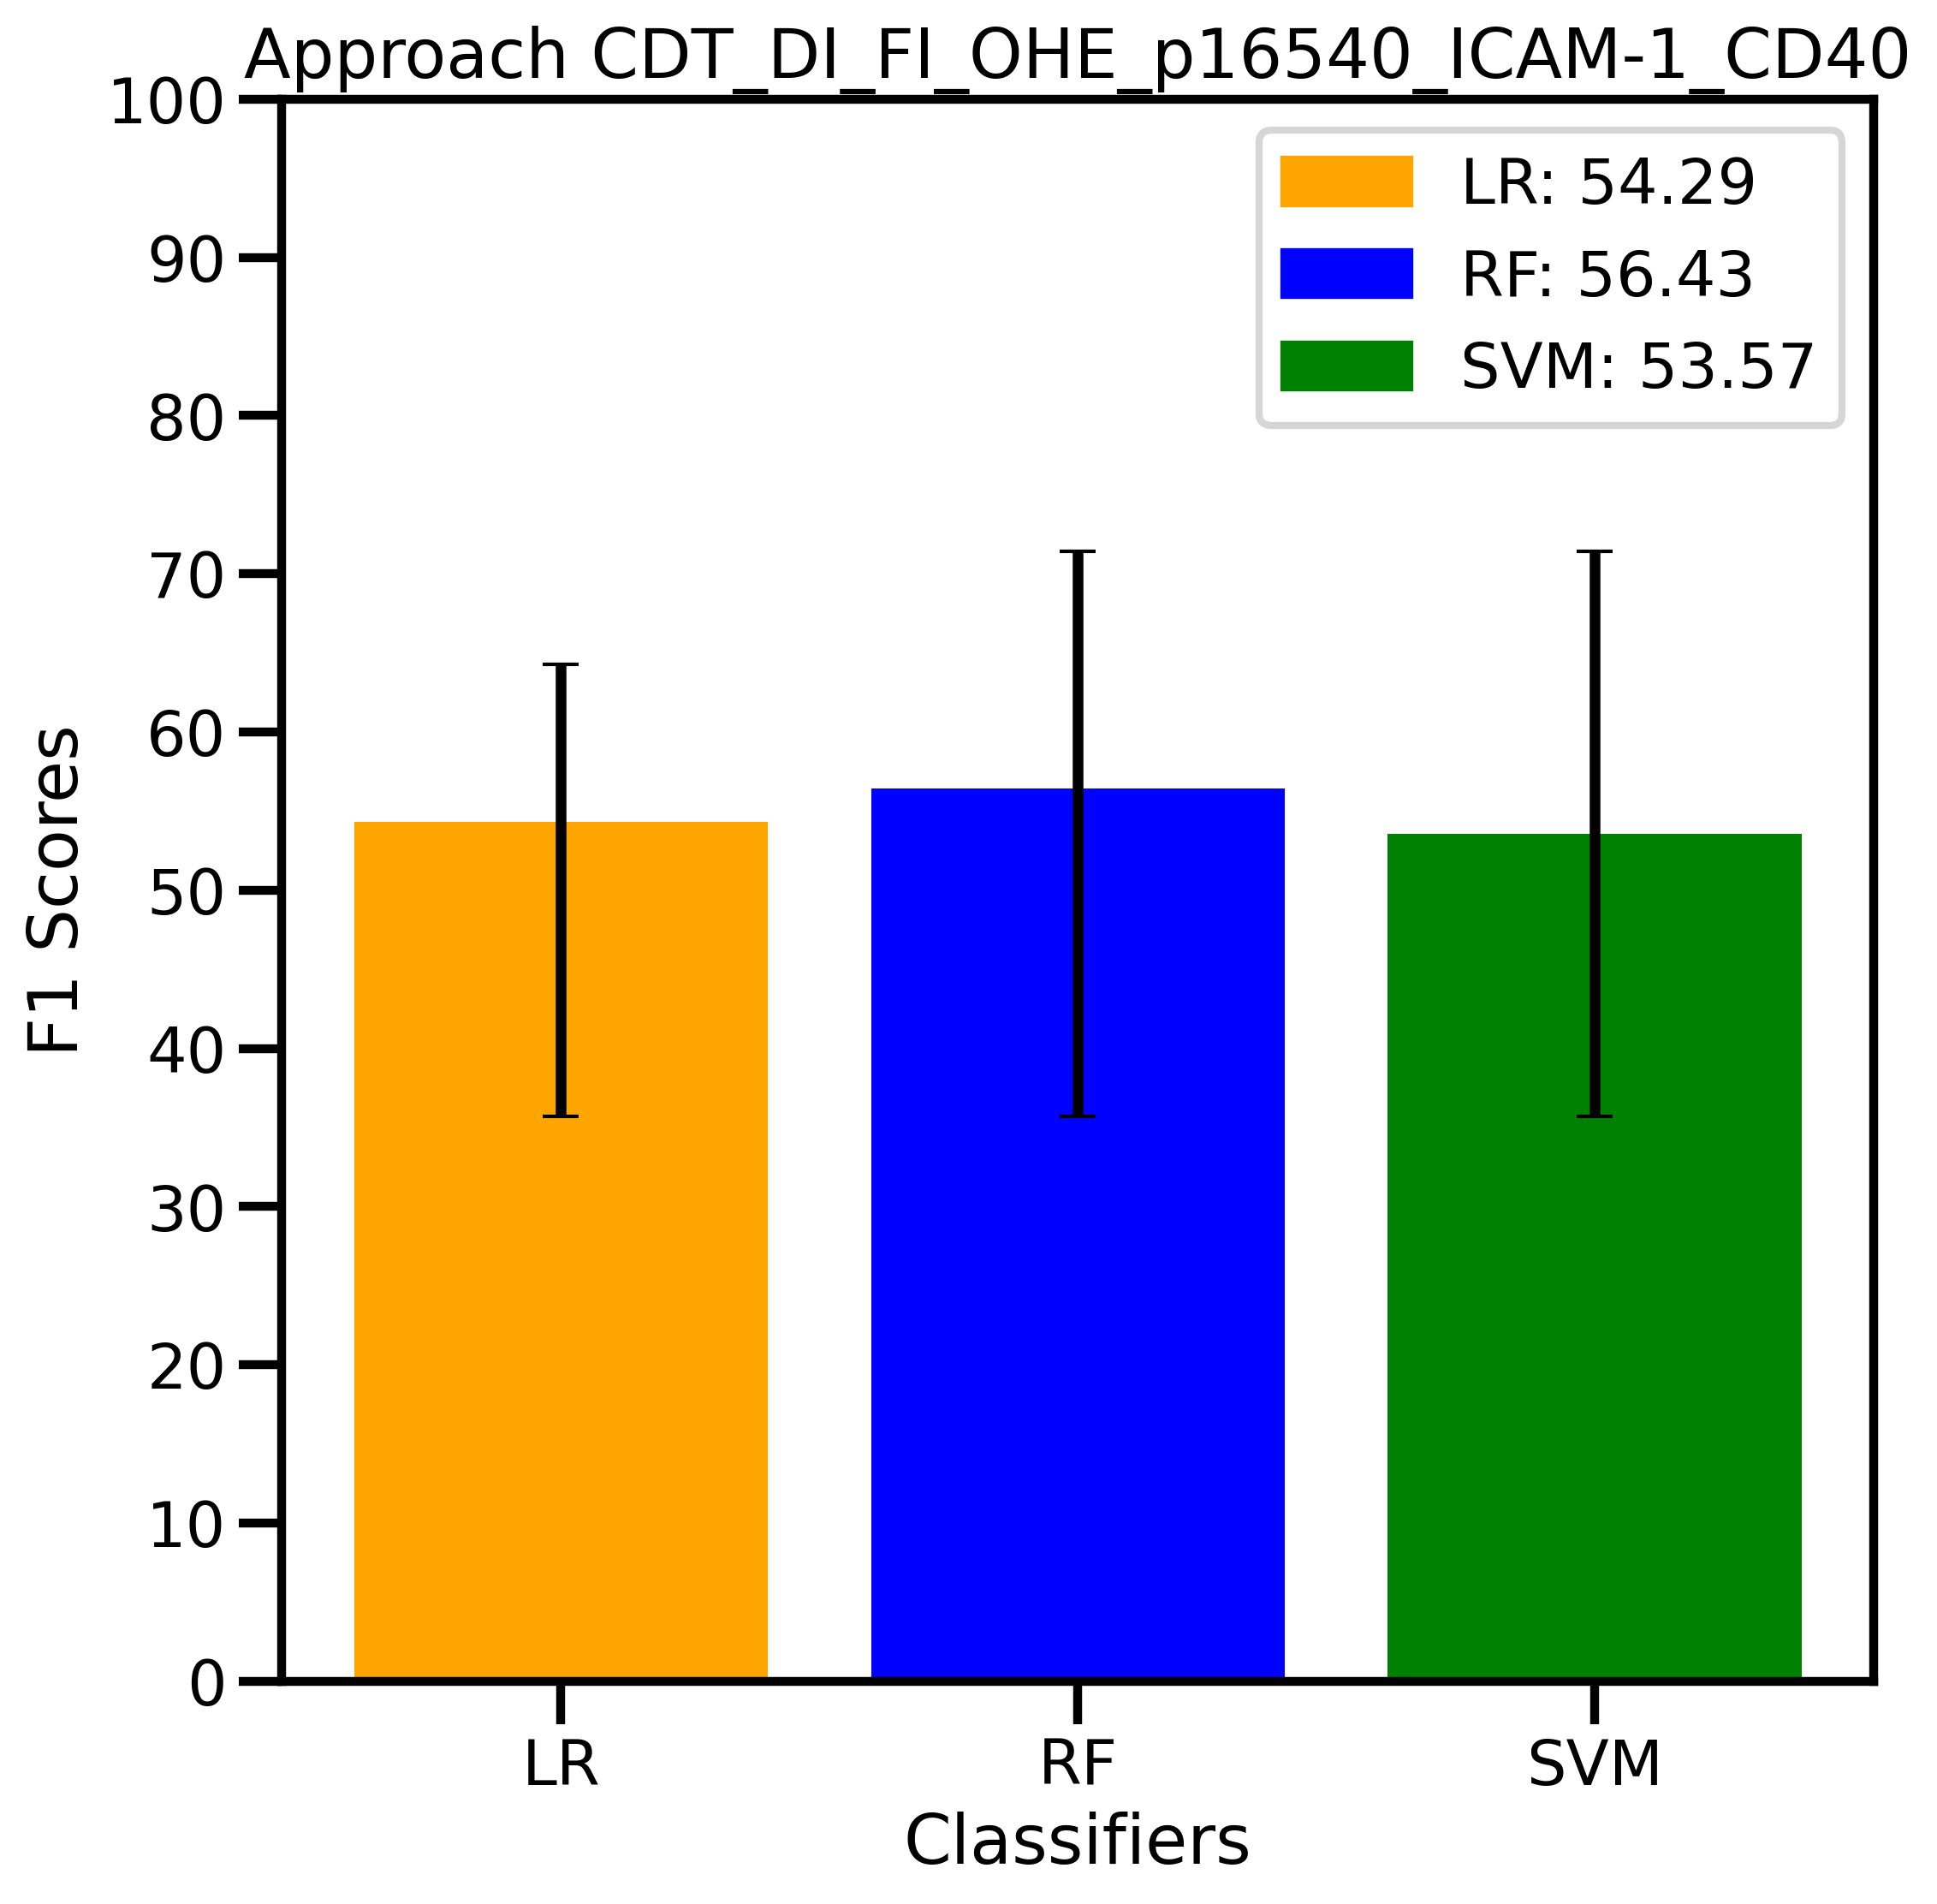 Approach CDT_DI_FI_OHE_p16540_ICAM-1_CD40
100
90
80
70
60
50
40
30
20
10
0
F1 Scores
LR: 54.29
RF: 56.43
SVM: 53.57
LR
RF
SVM
Classifiers